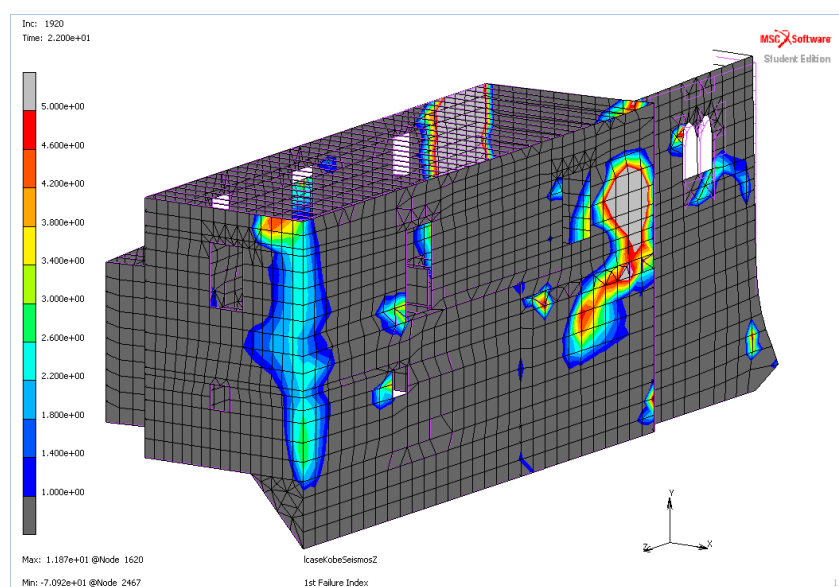 Inc: 1920
Time: 2.200e+01
MSC Software
Student Edition
5.000e+00
4.600e+00
4.200e+00
3.800e+00
3.400e+00
3.000e+00
2.600e+00
2.200e+00
1.800e+00
1.400e+00
1.000e+00
Y
Z
X
Max: 1.187e+01 @Node 1620
lcaseKobeSeismosZ
Min: -7.092e+01 @Node 2467
1st Failure Index
1